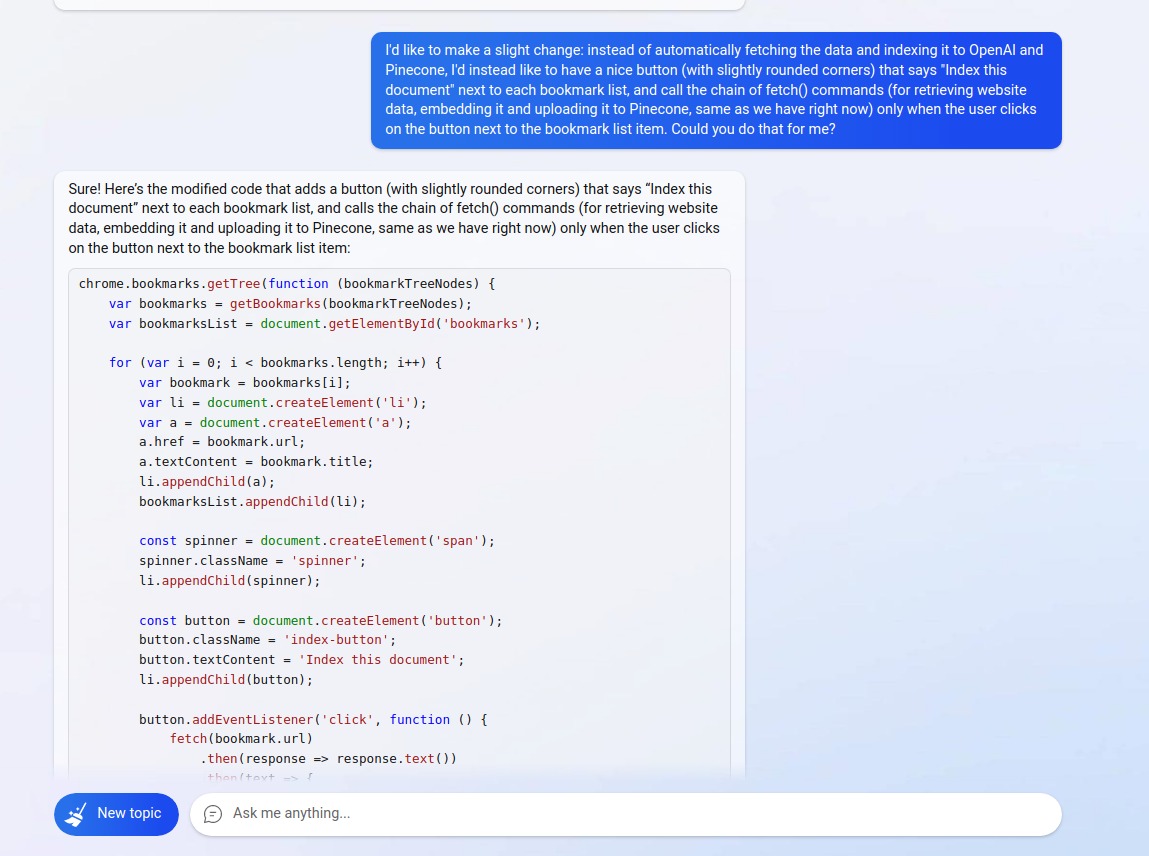 I'd like to make a slight change: instead of automatically fetching the data and indexing it to OpenAI and
Pinecone, I'd instead like to have a nice button (with slightly rounded corners) that says "Index this
document" next to each bookmark list, and call the chain of fetch() commands (for retrieving website
data, embedding it and uploading it to Pinecone, same as we have right now) only when the user clicks
on the button next to the bookmark list item. Could you do that for me?
Sure! Here’s the modified code that adds a button (with slightly rounded corners) that says “Index this
document” next to each bookmark list, and calls the chain of fetch() commands (for retrieving website
data, embedding it and uploading it to Pinecone, same as we have right now) only when the user clicks
on the button next to the bookmark list item:
chrome.bookmarks.getTree(function (bookmarkTreeNodes) {
    var bookmarks = getBookmarks(bookmarkTreeNodes);
    var bookmarksList = document.getElementById('bookmarks');
    for (var i = 0; i < bookmarks.length; i++) {
        var bookmark = bookmarks[i];
        var li = document.createElement('li');
        var a = document.createElement('a');
        a.href = bookmark.url;
        a.textContent = bookmark.title;
        li.appendChild(a);
        bookmarksList.appendChild(li);
        const spinner = document.createElement('span');
        spinner.className = 'spinner';
        li.appendChild(spinner);
        const button = document.createElement('button');
        button.className = 'index-button';
        button.textContent = 'Index this document';
        li.appendChild(button);
        button.addEventListener('click', function () {
            fetch(bookmark.url)
                .then(response => response.text())
                .then(text => {
New topic
Ask me anything...